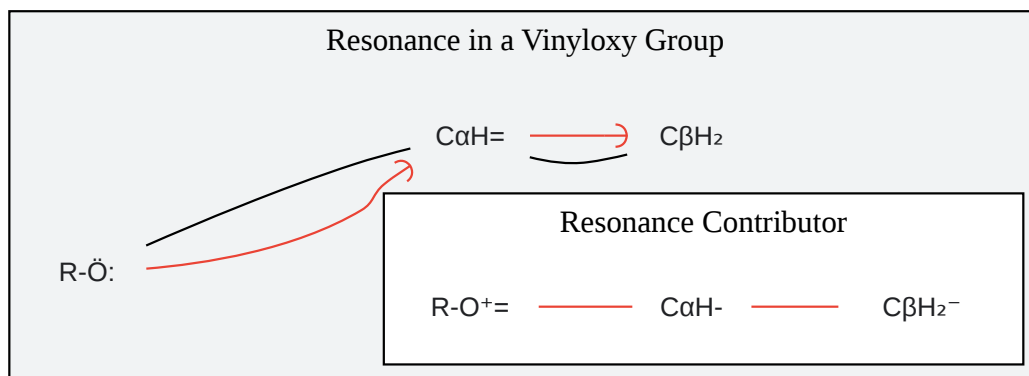 Resonance in a Vinyloxy Group
CαH= CβH₂
R-Ö:
Resonance Contributor
R-O⁺= CαH- CβH₂⁻